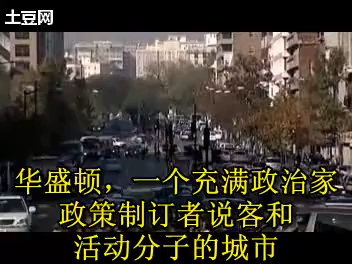 土豆网
华盛顿，一个充满政治家
政策制订者说客和
活动分子的城市